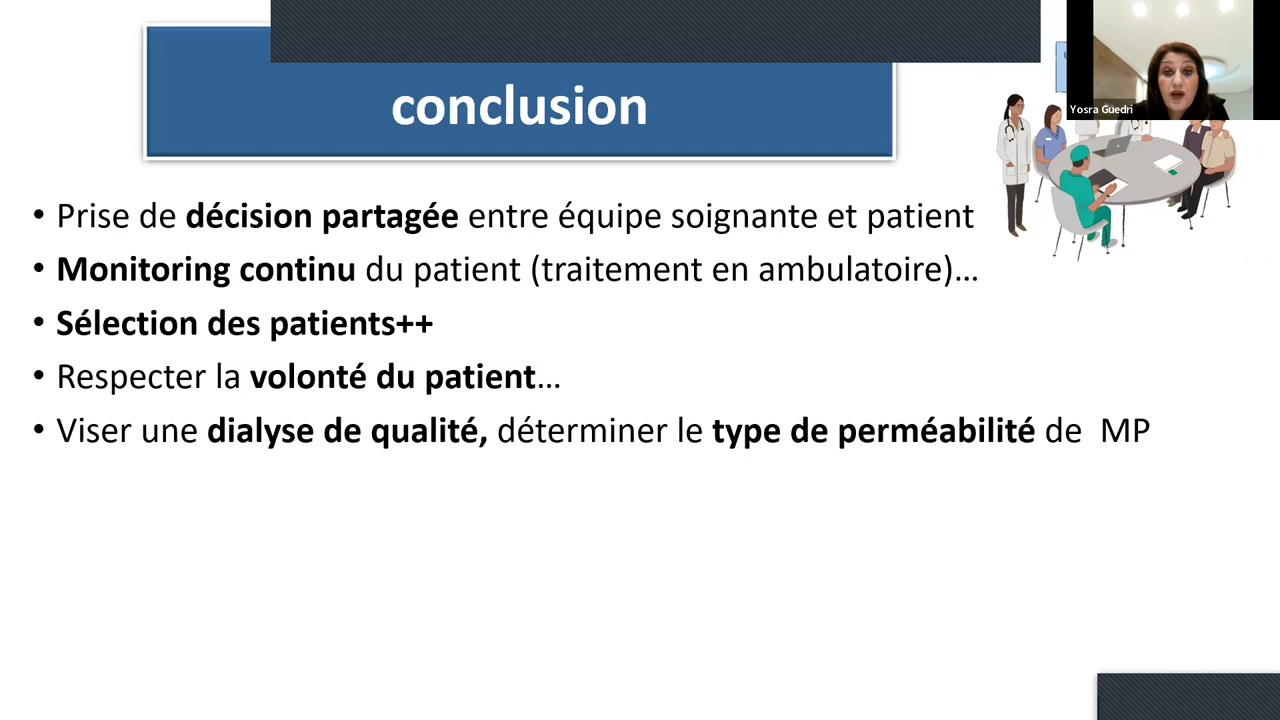 conclusion
Yosra Guedri
• Prise de décision partagée entre équipe soignante et patient
• Monitoring continu du patient (traitement en ambulatoire)…
• Sélection des patients++
• Respecter la volonté du patient…
• Viser une dialyse de qualité, déterminer le type de perméabilité de MP